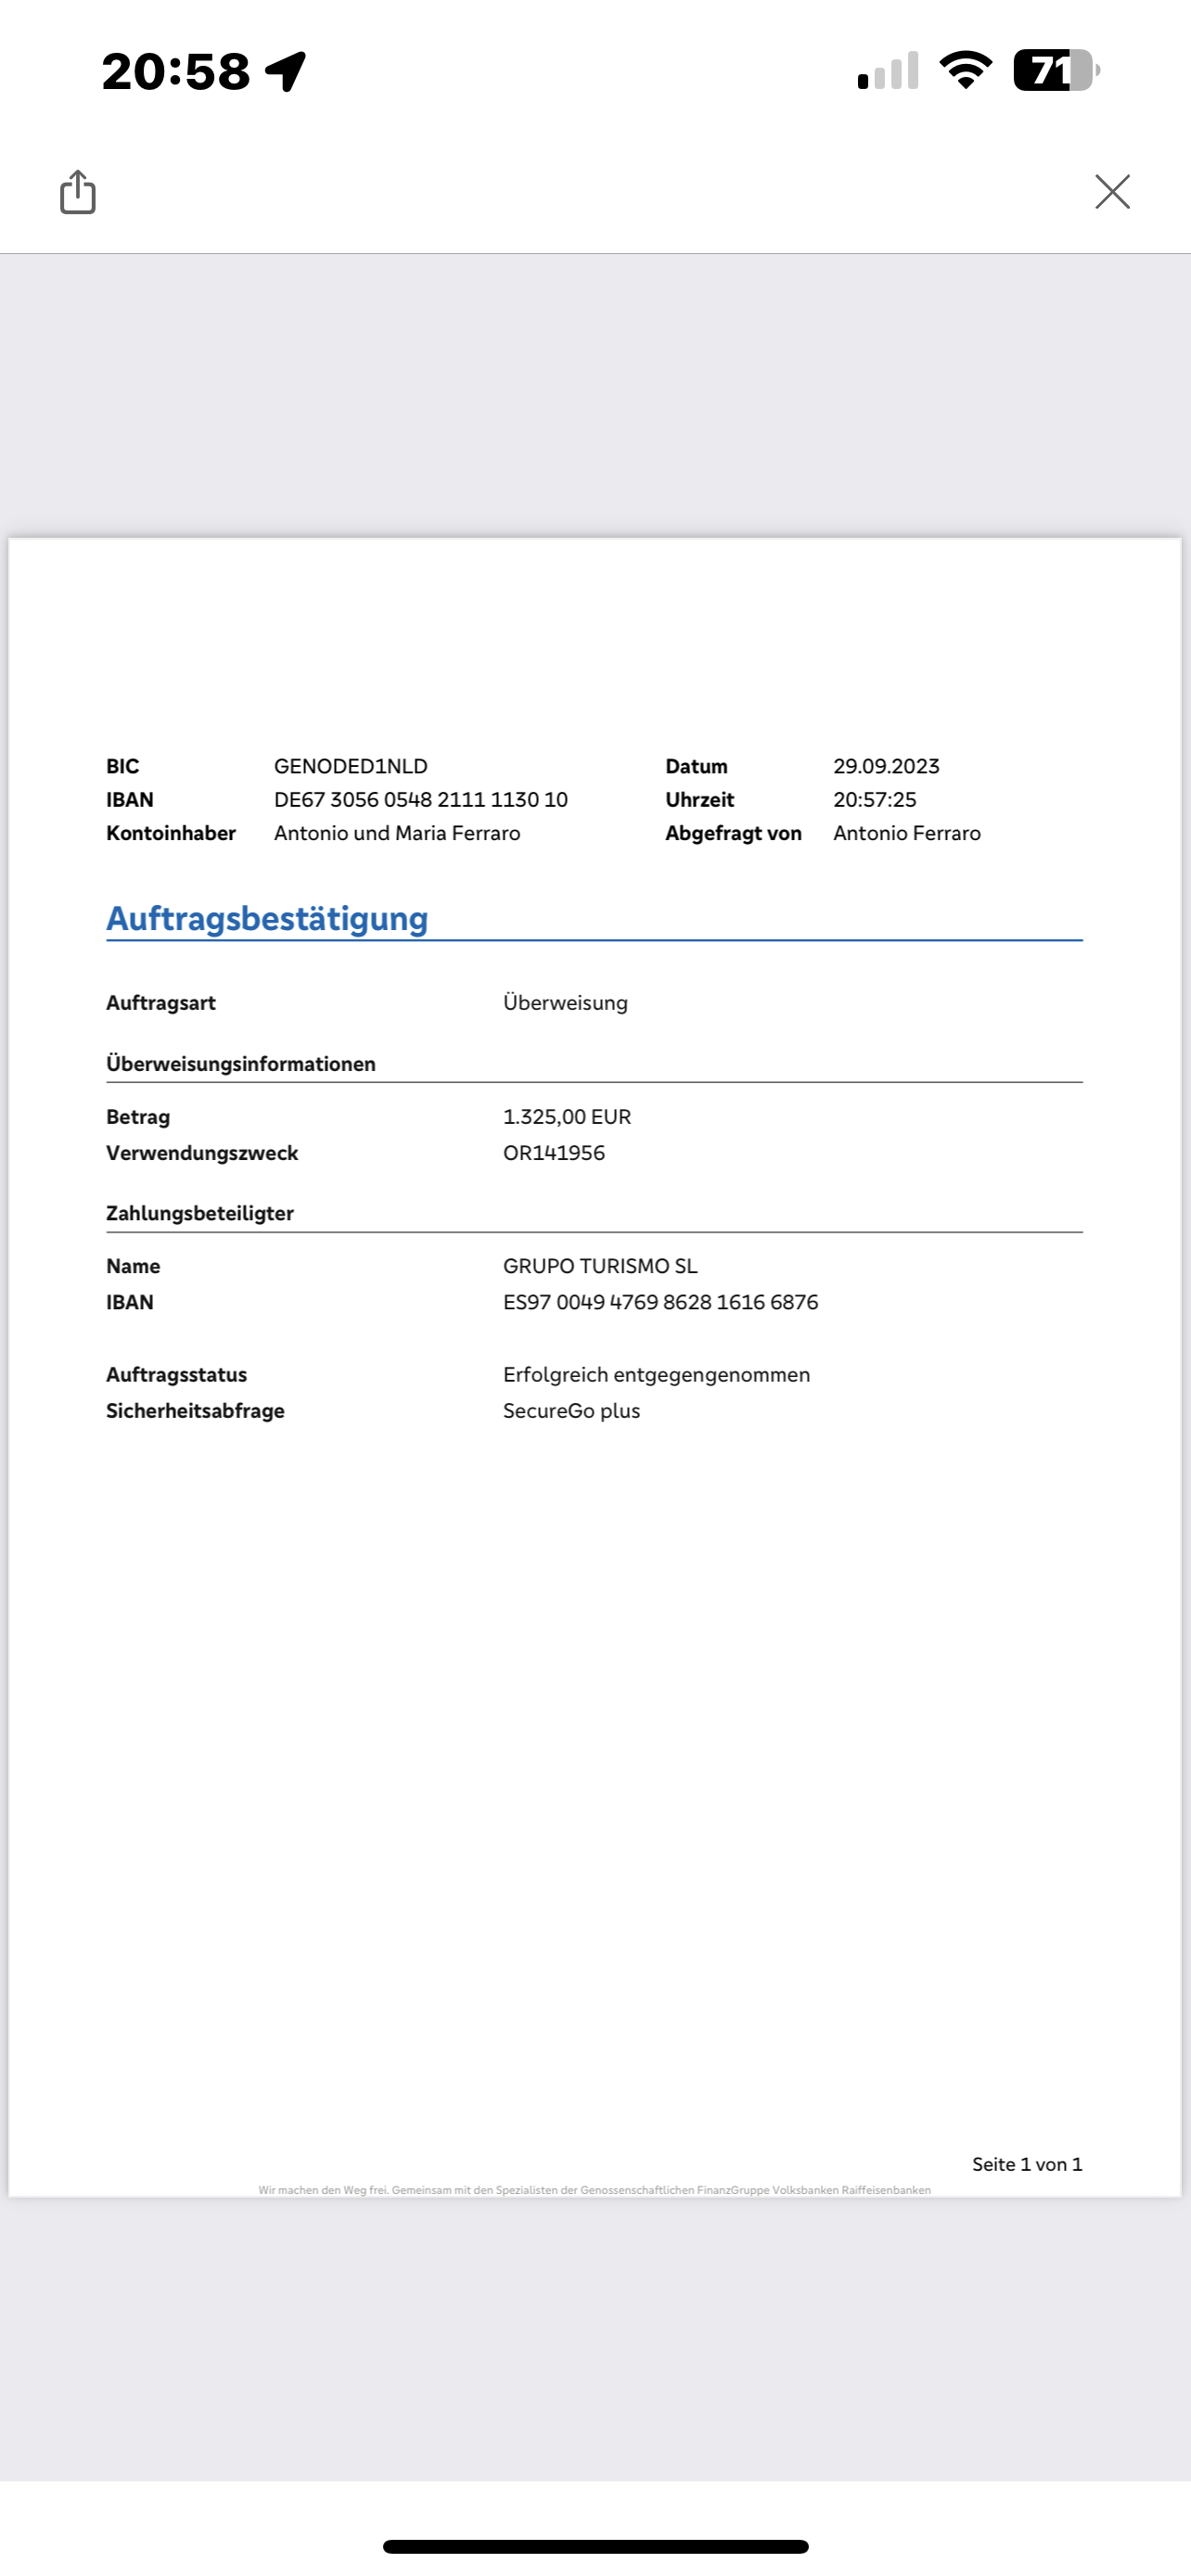 20:58
71
BIC GENODED1NLD Datum 29.09.2023
IBAN DE67 3056 0548 2111 1130 10 Uhrzeit 20:57:25
Kontoinhaber Antonio und Maria Ferraro Abgefragt von Antonio Ferraro
Auftragsbestätigung
Auftragsart Überweisung
Überweisungsinformationen
Betrag 1.325,00 EUR
Verwendungszweck OR141956
Zahlungsbeteiligter
Name GRUPO TURISMO SL
IBAN ES97 0049 4769 8628 1616 6876
Auftragsstatus Erfolgreich entgegengenommen
Sicherheitsabfrage SecureGo plus
Seite 1 von 1
Wir machen den Weg frei. Gemeinsam mit den Spezialisten der Genossenschaftlichen FinanzGruppe Volksbanken Raiffeisenbanken